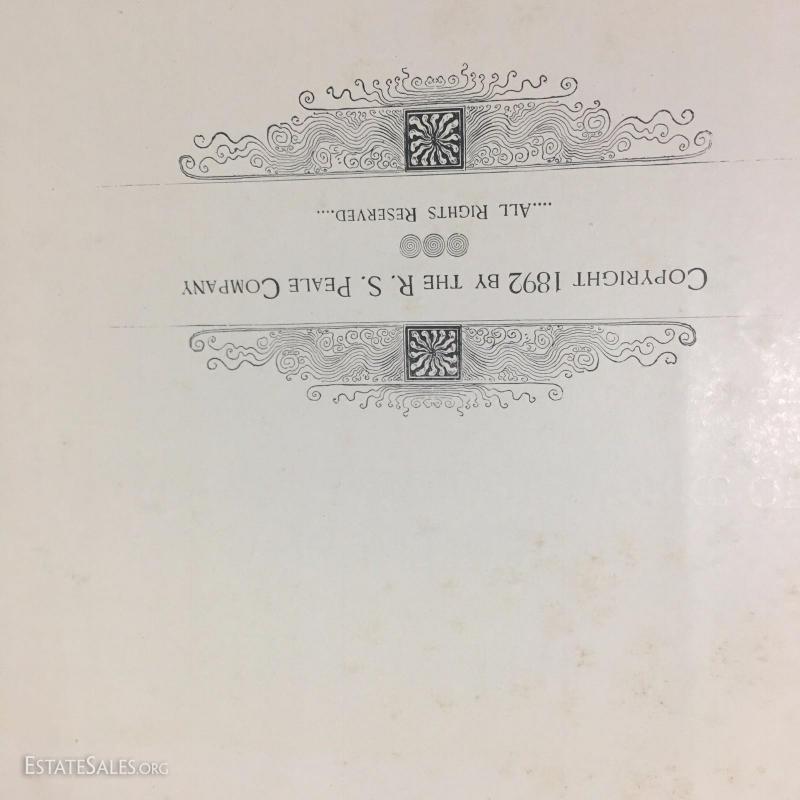 COPYRIGHT 1892 BY THE R. S. PEALE COMPANY
....ALL RIGHTS RESERVED....
ESTATESALES.ORG